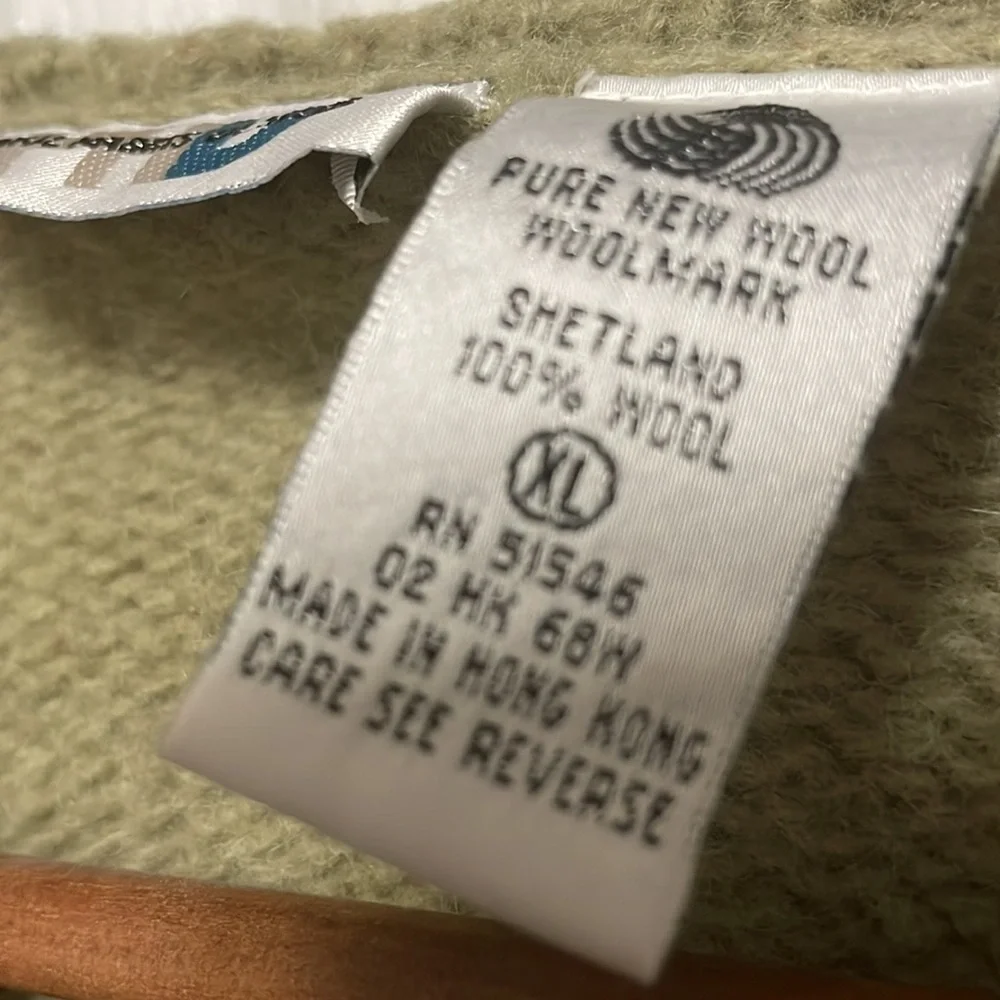 PURE NEW WOOL
WOOLMARK
SHETLAND
100% WOOL
XL
RN 51546
02 HK 68W
MADE IN HONG KONG
CARE SEE REVERSE